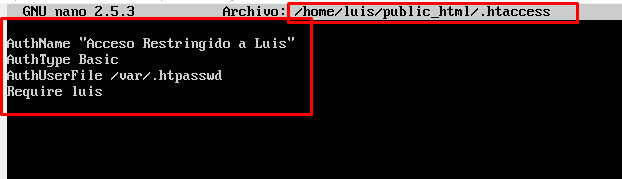 GNU nano 2.5.3 Archivo: /home/luis/public_html/.htaccess
AuthName "Acceso Restringido a Luis"
AuthType Basic
AuthUserFile /var/.htpasswd
Require luis